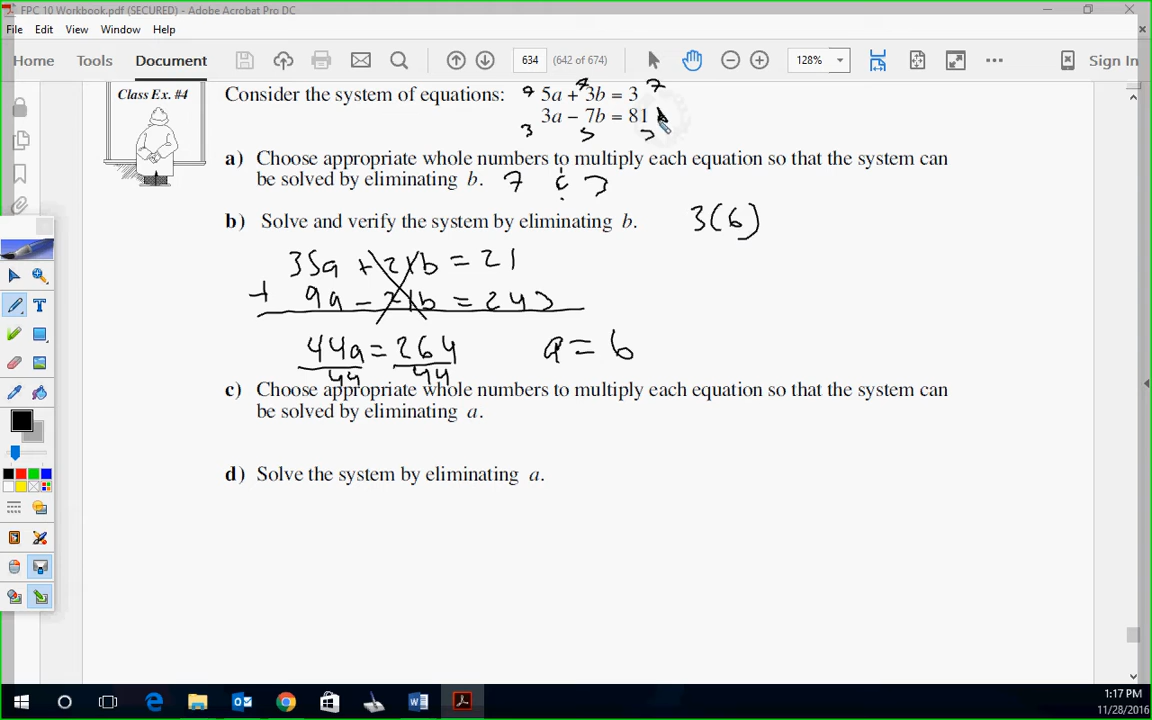 FPC 10 Workbook.pdf (SECURED) - Adobe Acrobat Pro DC
File Edit View Window Help
Home Tools Document 634 (642 of 674) 128% Sign In
Class Ex. #4
Consider the system of equations: 5a + 3b = 3
3a − 7b = 81
a) Choose appropriate whole numbers to multiply each equation so that the system can
be solved by eliminating b. 7 & 3
b) Solve and verify the system by eliminating b. 3(6)
35a + 21b = 21
+ 9a − 21b = 243
44a = 264 a = 6
44 44
c) Choose appropriate whole numbers to multiply each equation so that the system can
be solved by eliminating a.
d) Solve the system by eliminating a.
1:17 PM
11/28/2016